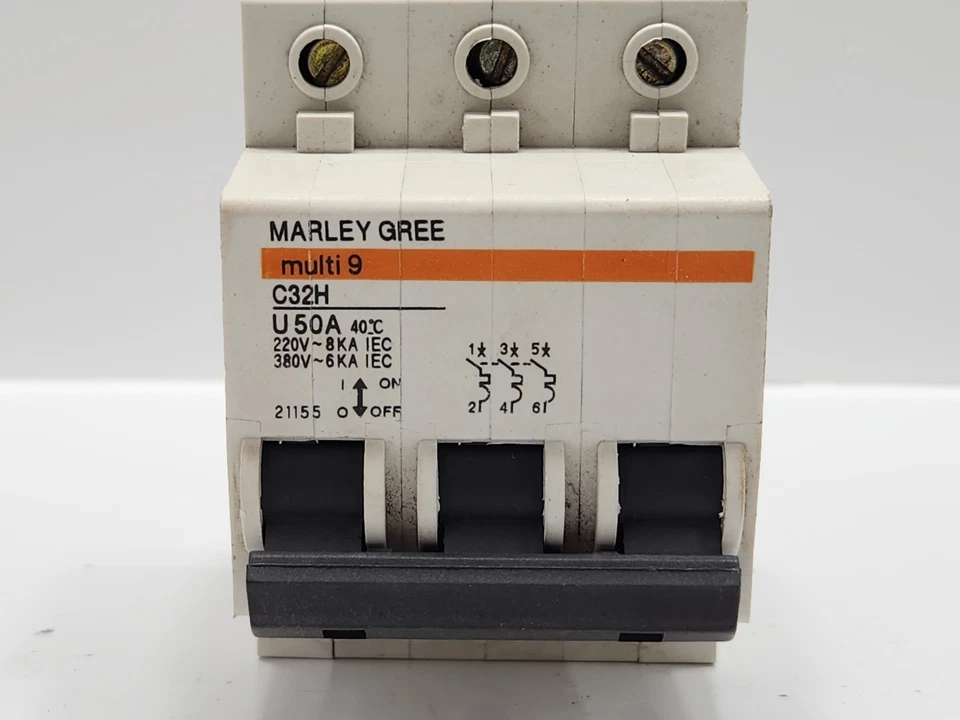 MARLEY GREE
multi 9
C32H
U 50A 40°C
220V~8KA IEC
380V~6KA IEC
I ON
21155 O OFF
1 3 5
2 4 6